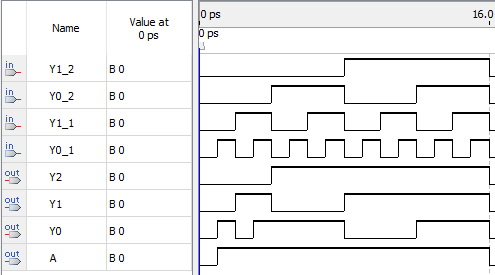 Name Value at 0 ps 0 ps 16.0
0 ps
in Y1_2 B 0
in Y0_2 B 0
in Y1_1 B 0
in Y0_1 B 0
out Y2 B 0
out Y1 B 0
out Y0 B 0
out A B 0